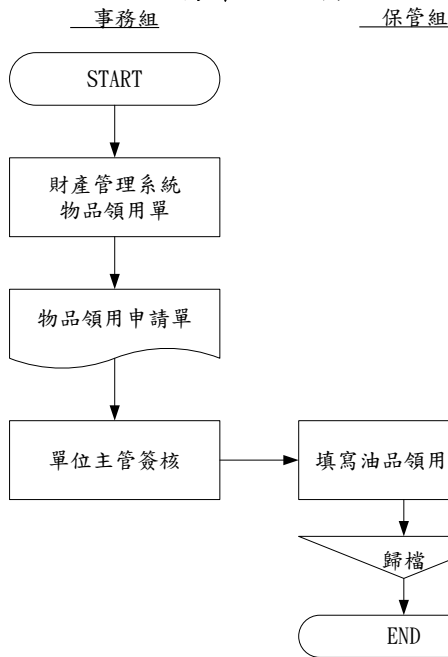 事務組
保管組
START
財產管理系統
物品領用單
物品領用申請單
單位主管簽核
填寫油品領用
歸檔
END